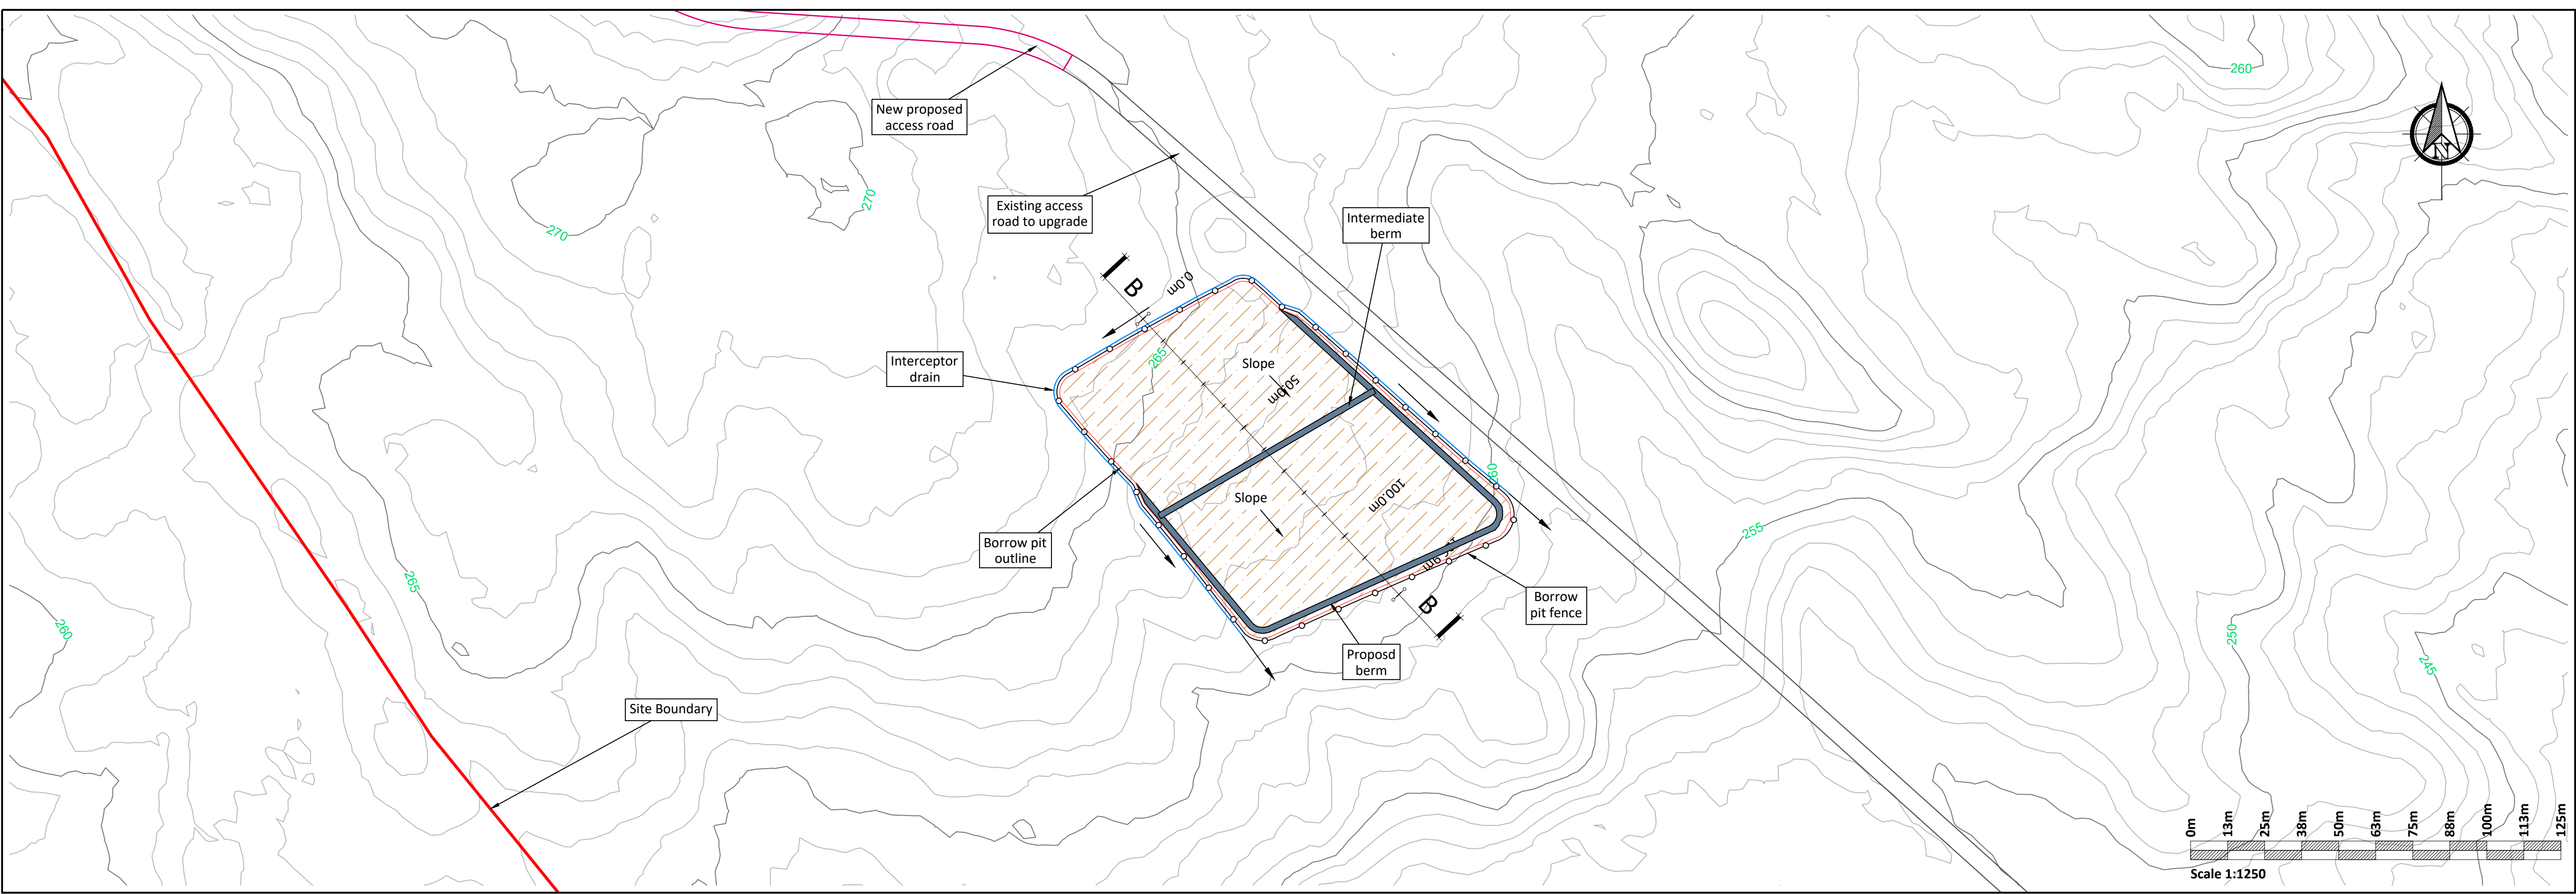 260
New proposed
access road
N
270
270
Existing access
road to upgrade
Intermediate
berm
B
0.0m
265
Slope
Interceptor
drain
50.0m
260
Slope
100.0m
Borrow pit
outline
255
265
B
Borrow
pit fence
260
250
Proposd
berm
245
Site Boundary
0m
13m
25m
38m
50m
63m
75m
88m
100m
113m
125m
Scale 1:1250